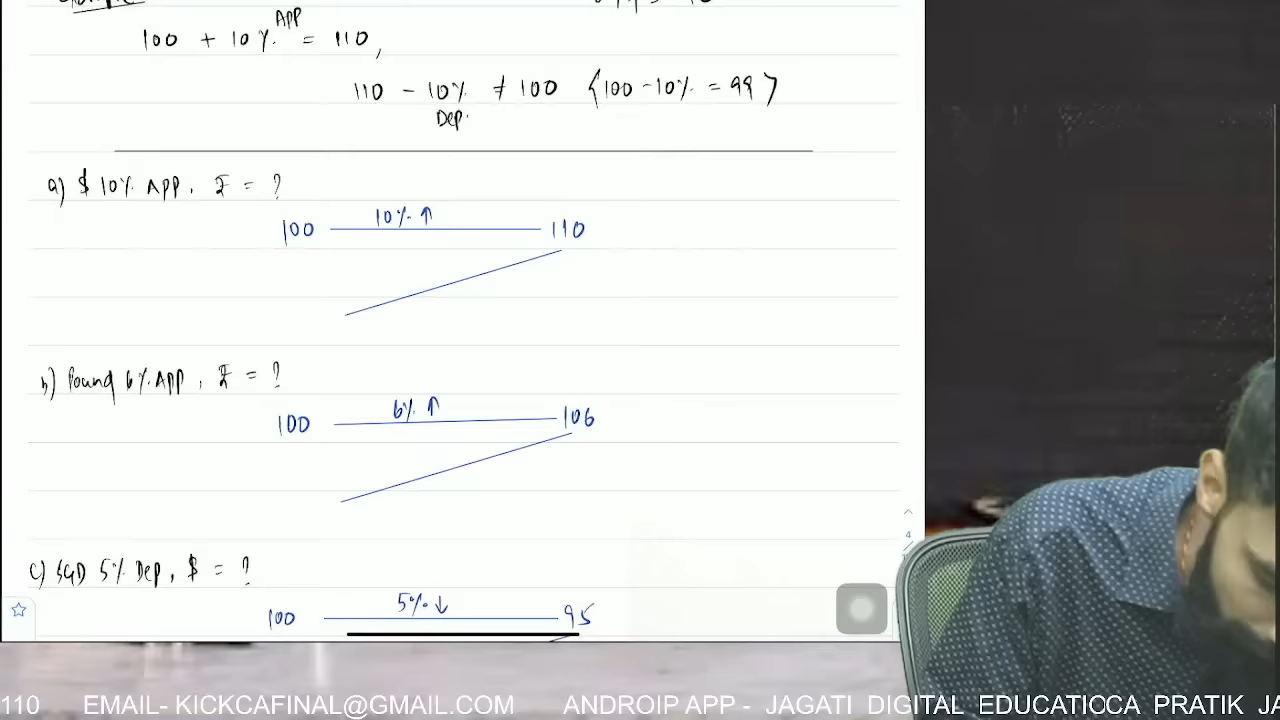 100 + 10% APP = 110,
110 - 10% Dep. ≠ 100 {100 - 10% = 99}
a) $ 10% APP, ₹ = ?
100 10% ↑ 110
b) Pound 6% APP, ₹ = ?
100 6% ↑ 106
4
c) SGD 5% Dep, $ = ?
100 5% ↓ 95
110 EMAIL- KICKCAFINAL@GMAIL.COM ANDROIP APP - JAGATI DIGITAL EDUCATIOCA PRATIK JA